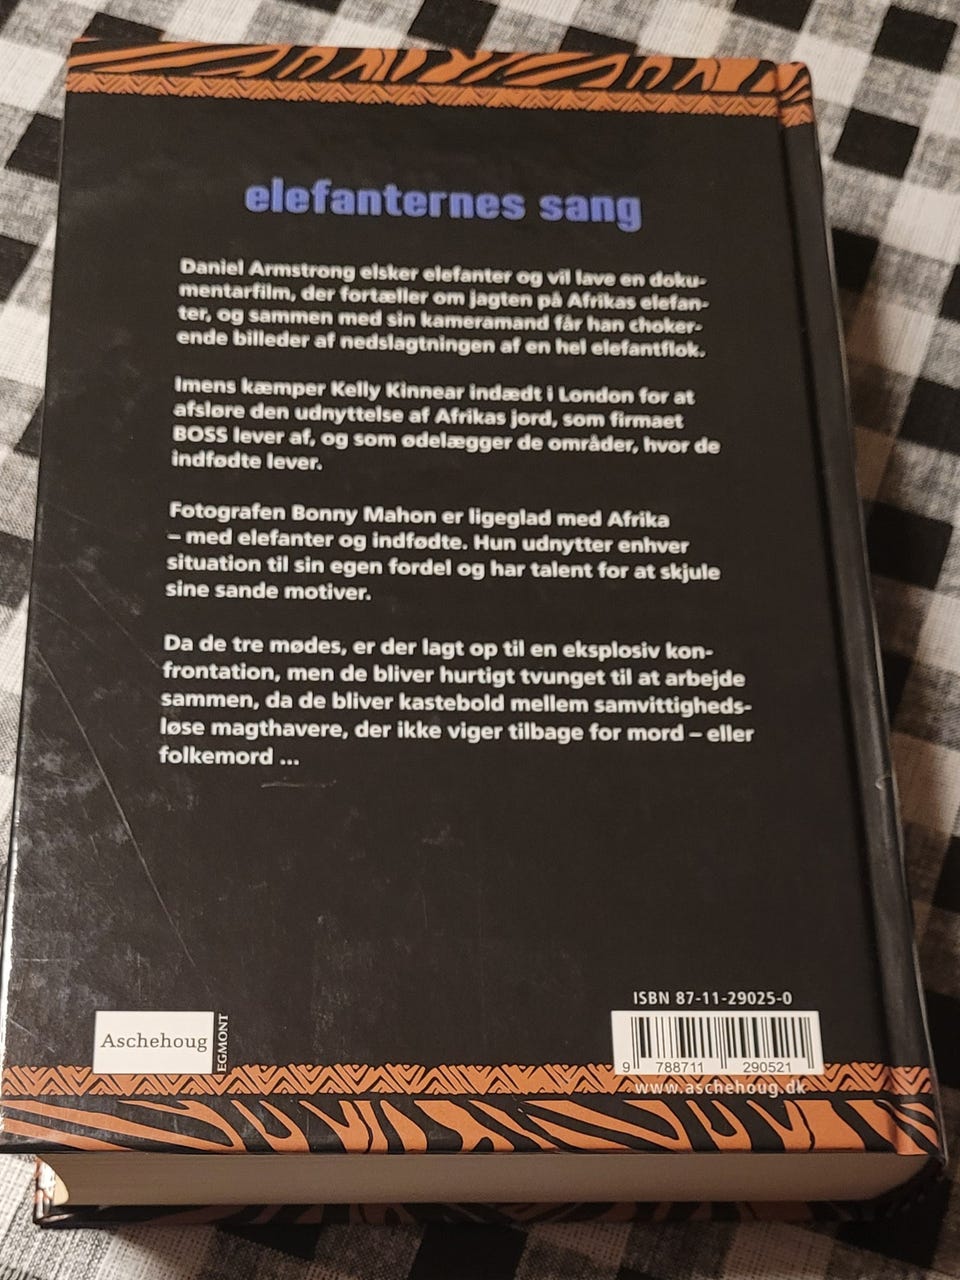 elefanternes sang
Daniel Armstrong elsker elefanter og vil lave en doku-
mentarfilm, der fortæller om jagten på Afrikas elefan-
ter, og sammen med sin kameramand får han choker-
ende billeder af nedslagtningen af en hel elefantflok.
Imens kæmper Kelly Kinnear indædt i London for at
afsløre den udnyttelse af Afrikas jord, som firmaet
BOSS lever af, og som ødelægger de områder, hvor de
indfødte lever.
Fotografen Bonny Mahon er ligeglad med Afrika
– med elefanter og indfødte. Hun udnytter enhver
situation til sin egen fordel og har talent for at skjule
sine sande motiver.
Da de tre mødes, er der lagt op til en eksplosiv kon-
frontation, men de bliver hurtigt tvunget til at arbejde
sammen, da de bliver kastebold mellem samvittigheds-
løse magthavere, der ikke viger tilbage for mord – eller
folkemord ...
ISBN 87-11-29025-0
Aschehoug
EGMONT
9 788711 290521
www.aschehoug.dk